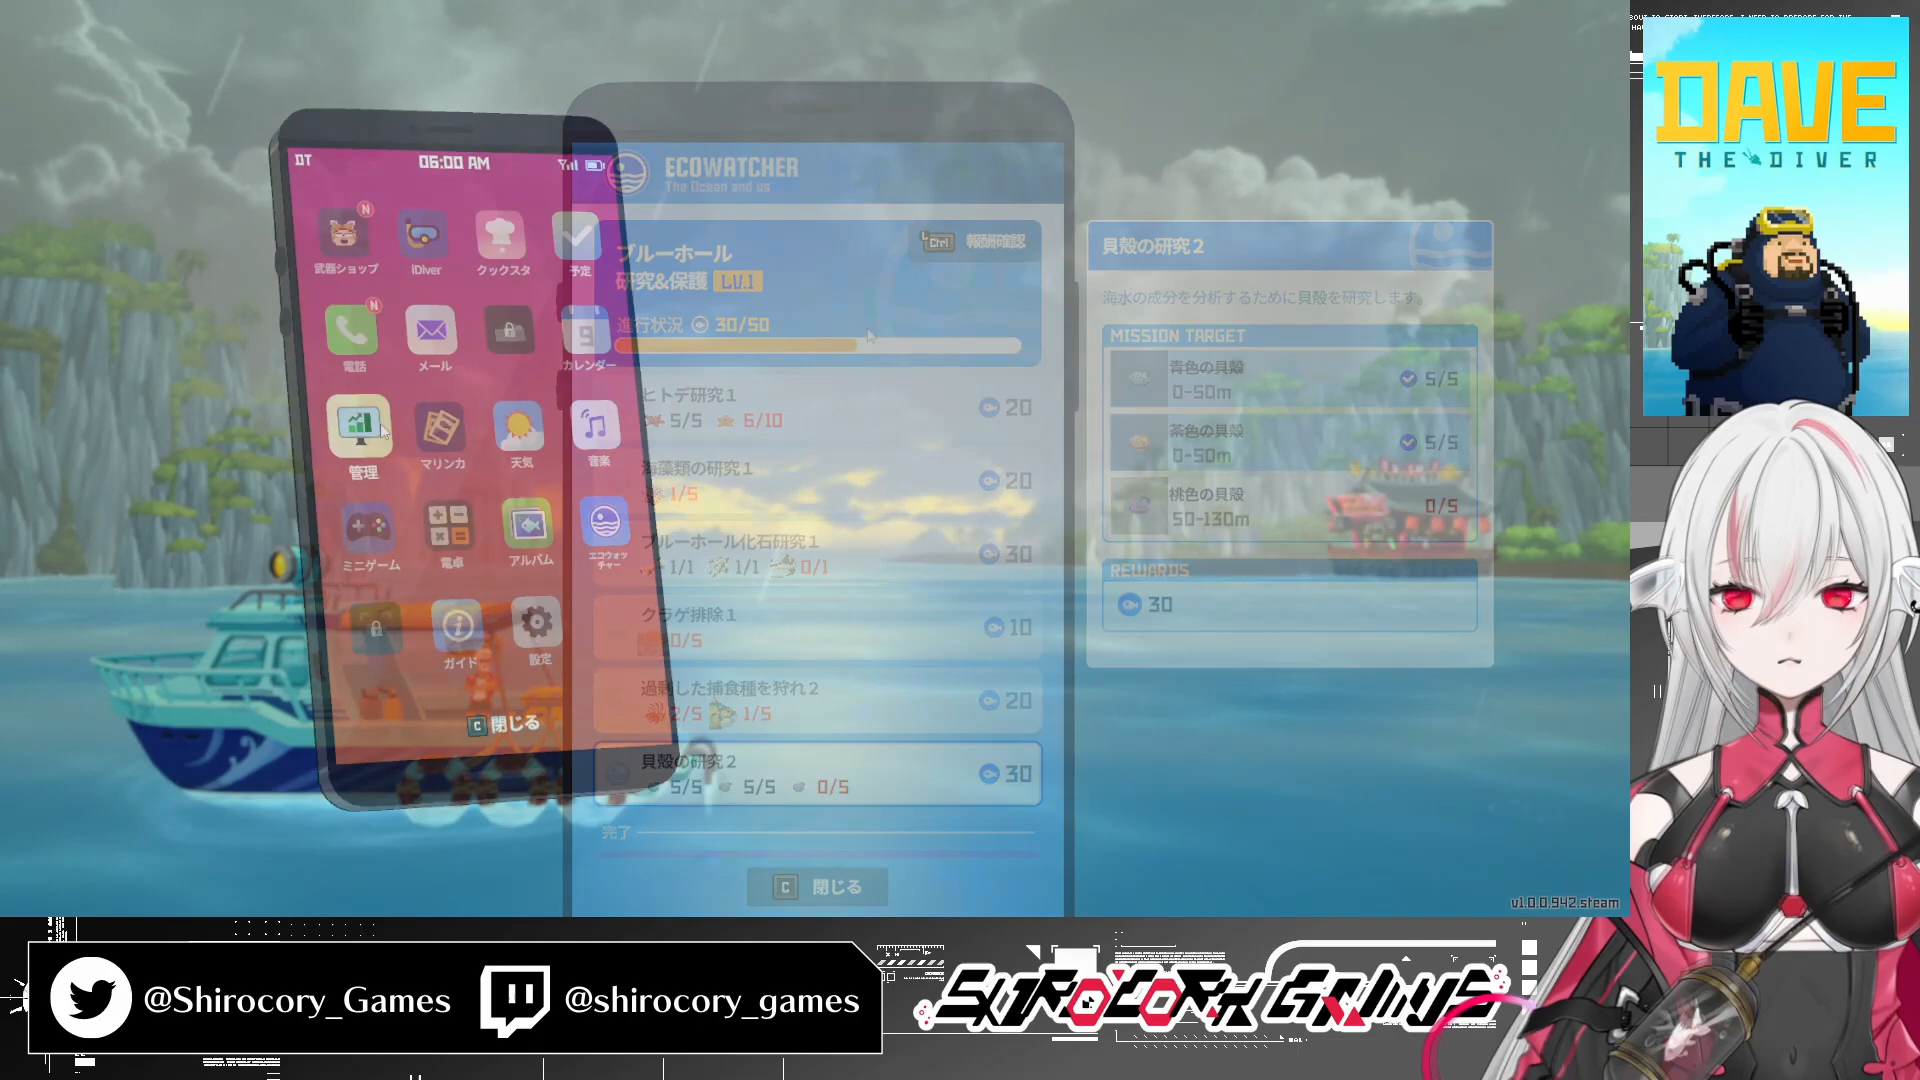 DT
06:00 AM
N
武器ショップ
iDiver
クックスタ
予定
N
電話
メール
9
カレンダー
管理
マリンカ
天気
音楽
ミニゲーム
電卓
アルバム
エコウォッチャー
ガイド
設定
C 閉じる
ECOWATCHER
The Ocean and us
ブルーホール
研究&保護 LV.1
L Ctrl 報酬確認
進行状況 30/50
ヒトデ研究 1
5/5 6/10
20
海藻類の研究 1
1/5
20
ブルーホール化石研究 1
1/1 1/1 0/1
30
クラゲ排除 1
0/5
10
過剰した捕食種を狩れ 2
2/5 1/5
20
貝殻の研究 2
5/5 5/5 0/5
30
完了
C 閉じる
貝殻の研究 2
海水の成分を分析するために貝殻を研究します。
MISSION TARGET
青色の貝殻
0-50m
5/5
茶色の貝殻
0-50m
5/5
桃色の貝殻
50-130m
0/5
REWARDS
30
v1.0.0.942.steam
DAVE
THE DIVER
@Shirocory_Games
@shirocory_games
SHIROCORY GAMES